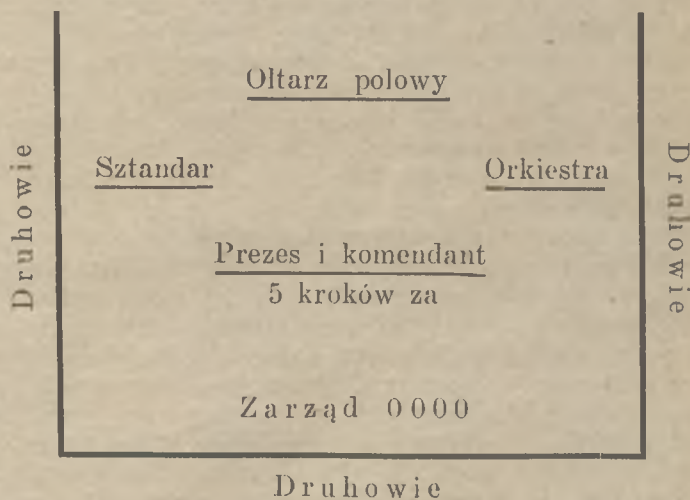 Ołtarz polowy
Druhowie
Sztandar
Orkiestra
Druhowie
Prezes i komendant
5 kroków za
Zarząd 0000
Druhowie